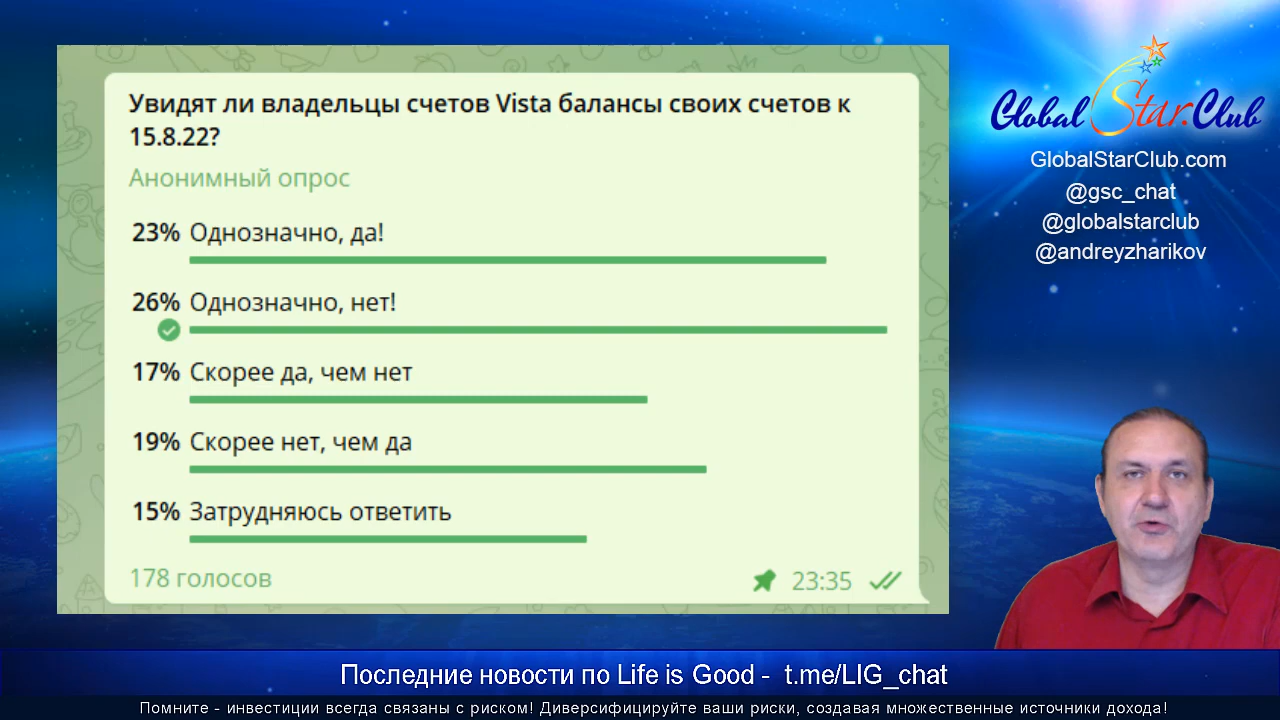 Увидят ли владельцы счетов Vista балансы своих счетов к
15.8.22?
Анонимный опрос
23% Однозначно, да!
26% Однозначно, нет!
17% Скорее да, чем нет
19% Скорее нет, чем да
15% Затрудняюсь ответить
178 голосов
23:35
Global Star.Club
GlobalStarClub.com
@gsc_chat
@globalstarclub
@andreyzharikov
Последние новости по Life is Good - t.me/LIG_chat
Помните - инвестиции всегда связаны с риском! Диверсифицируйте ваши риски, создавая множественные источники дохода!